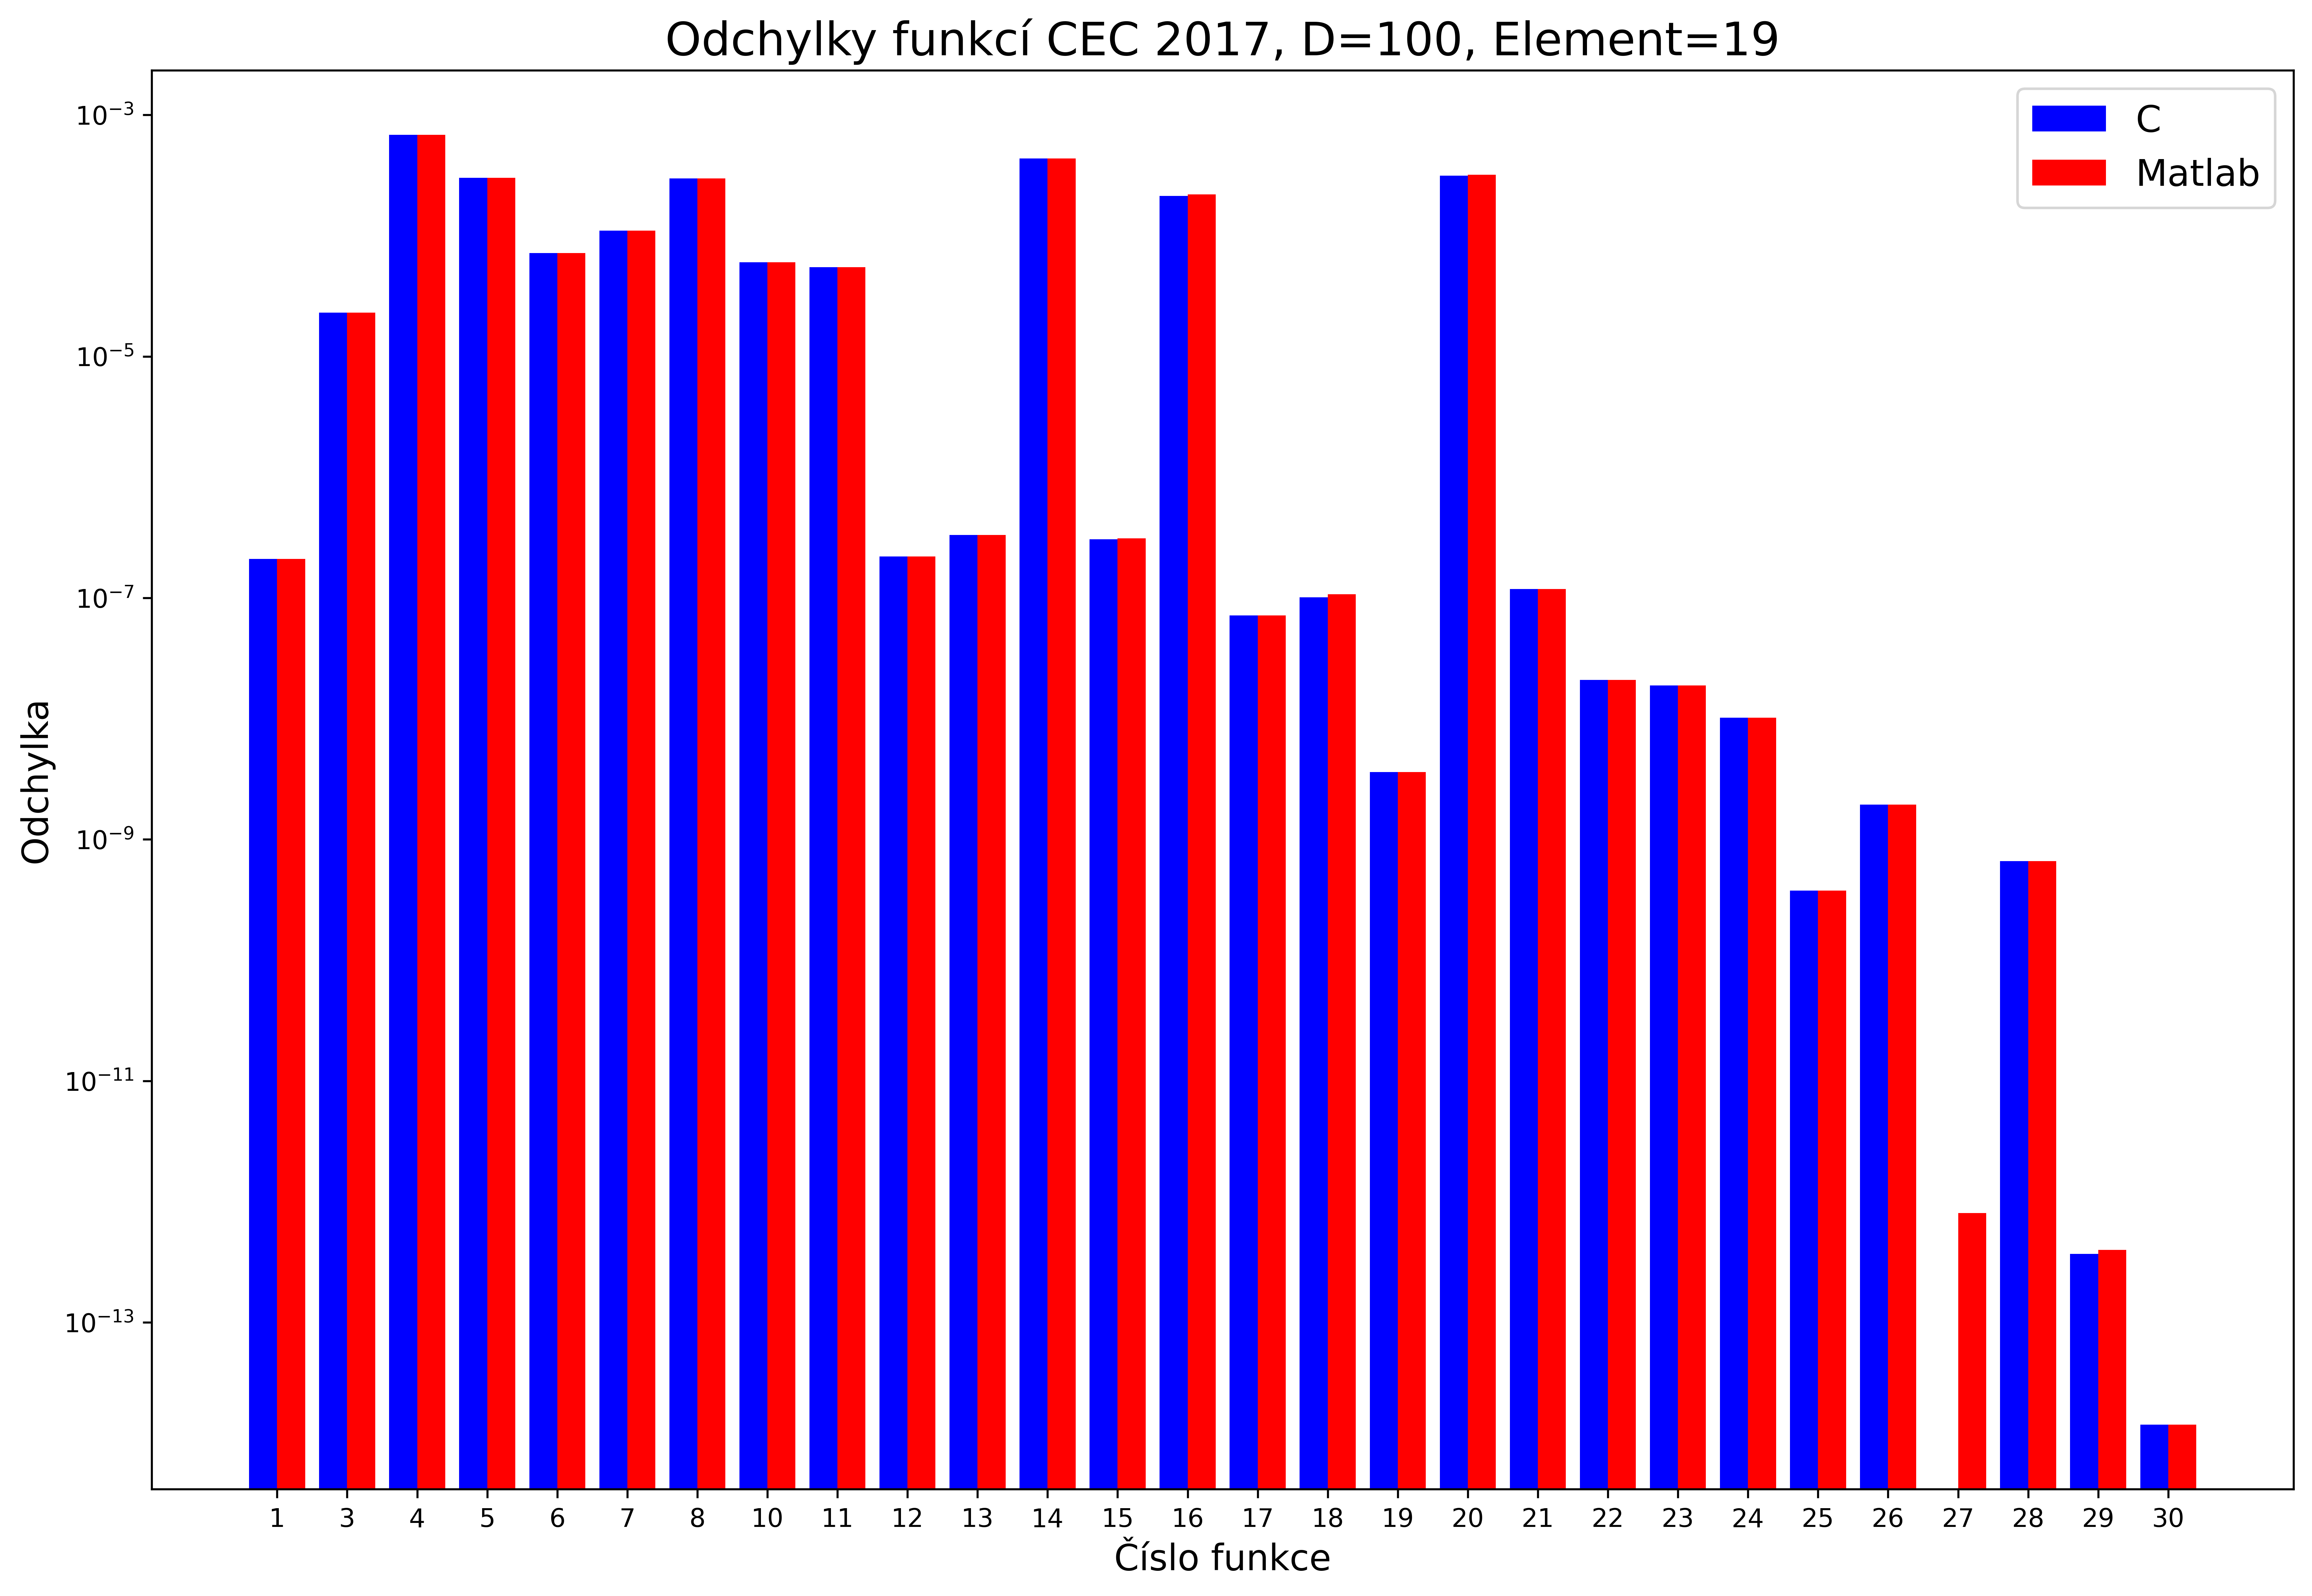 Odchylky funkcí CEC 2017, D=100, Element=19
C
Matlab
10⁻³
10⁻⁵
10⁻⁷
10⁻⁹
10⁻¹¹
10⁻¹³
Odchylka
1 3 4 5 6 7 8 10 11 12 13 14 15 16 17 18 19 20 21 22 23 24 25 26 27 28 29 30
Číslo funkce